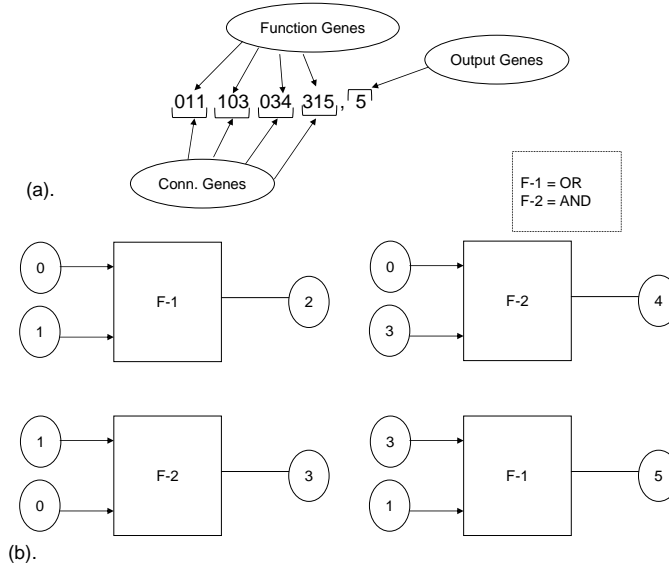 Function Genes
Output Genes
011 103 034 315 , 5
Conn. Genes
(a).
F-1 = OR
F-2 = AND
0
1
F-1
2
0
3
F-2
4
1
0
F-2
3
3
1
F-1
5
(b).